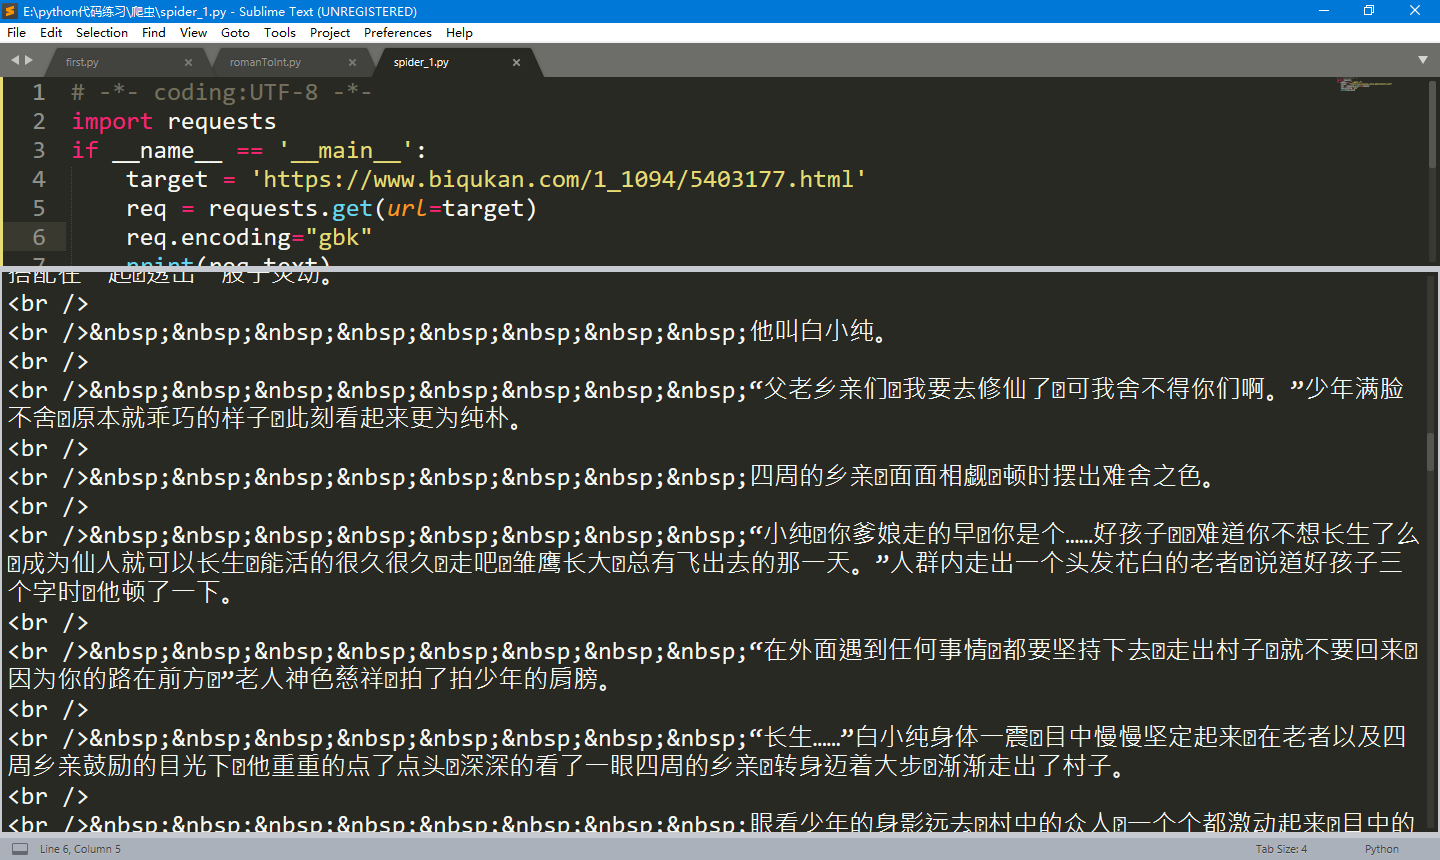 E:\python代码练习\爬虫\spider_1.py - Sublime Text (UNREGISTERED)
File Edit Selection Find View Goto Tools Project Preferences Help
first.py romanToInt.py spider_1.py
1 # -*- coding:UTF-8 -*-
2 import requests
3 if __name__ == '__main__':
4 target = 'https://www.biqukan.com/1_1094/5403177.html'
5 req = requests.get(url=target)
6 req.encoding="gbk"
7 print(req.text)
搭配在一起□透出一股子灵动。
<br />
<br />&nbsp;&nbsp;&nbsp;&nbsp;&nbsp;&nbsp;&nbsp;&nbsp;他叫白小纯。
<br />
<br />&nbsp;&nbsp;&nbsp;&nbsp;&nbsp;&nbsp;&nbsp;&nbsp;“父老乡亲们□我要去修仙了□可我舍不得你们啊。”少年满脸
不舍□原本就乖巧的样子□此刻看起来更为纯朴。
<br />
<br />&nbsp;&nbsp;&nbsp;&nbsp;&nbsp;&nbsp;&nbsp;&nbsp;四周的乡亲□面面相觑□顿时摆出难舍之色。
<br />
<br />&nbsp;&nbsp;&nbsp;&nbsp;&nbsp;&nbsp;&nbsp;&nbsp;“小纯□你爹娘走的早□你是个……好孩子□□难道你不想长生了么
□成为仙人就可以长生□能活的很久很久□走吧□雏鹰长大□总有飞出去的那一天。”人群内走出一个头发花白的老者□说道好孩子三
个字时□他顿了一下。
<br />
<br />&nbsp;&nbsp;&nbsp;&nbsp;&nbsp;&nbsp;&nbsp;&nbsp;“在外面遇到任何事情□都要坚持下去□走出村子□就不要回来□
因为你的路在前方□”老人神色慈祥□拍了拍少年的肩膀。
<br />
<br />&nbsp;&nbsp;&nbsp;&nbsp;&nbsp;&nbsp;&nbsp;&nbsp;“长生……”白小纯身体一震□目中慢慢坚定起来□在老者以及四
周乡亲鼓励的目光下□他重重的点了点头□深深的看了一眼四周的乡亲□转身迈着大步□渐渐走出了村子。
<br />
<br />&nbsp;&nbsp;&nbsp;&nbsp;&nbsp;&nbsp;&nbsp;&nbsp;眼看少年的身影远去□村中的众人□一个个都激动起来□目中的
Line 6, Column 5 Tab Size: 4 Python